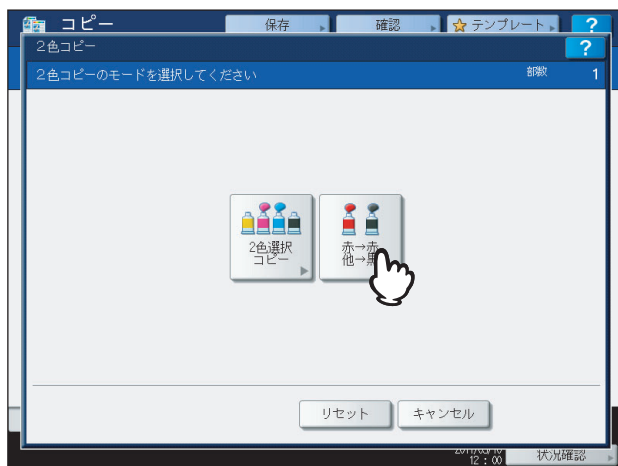 コピー
保存
確認
テンプレート
?
2色コピー
?
2色コピーのモードを選択してください
部数
1
2色選択
コピー
赤→赤
他→黒
リセット
キャンセル
12:00
状況確認